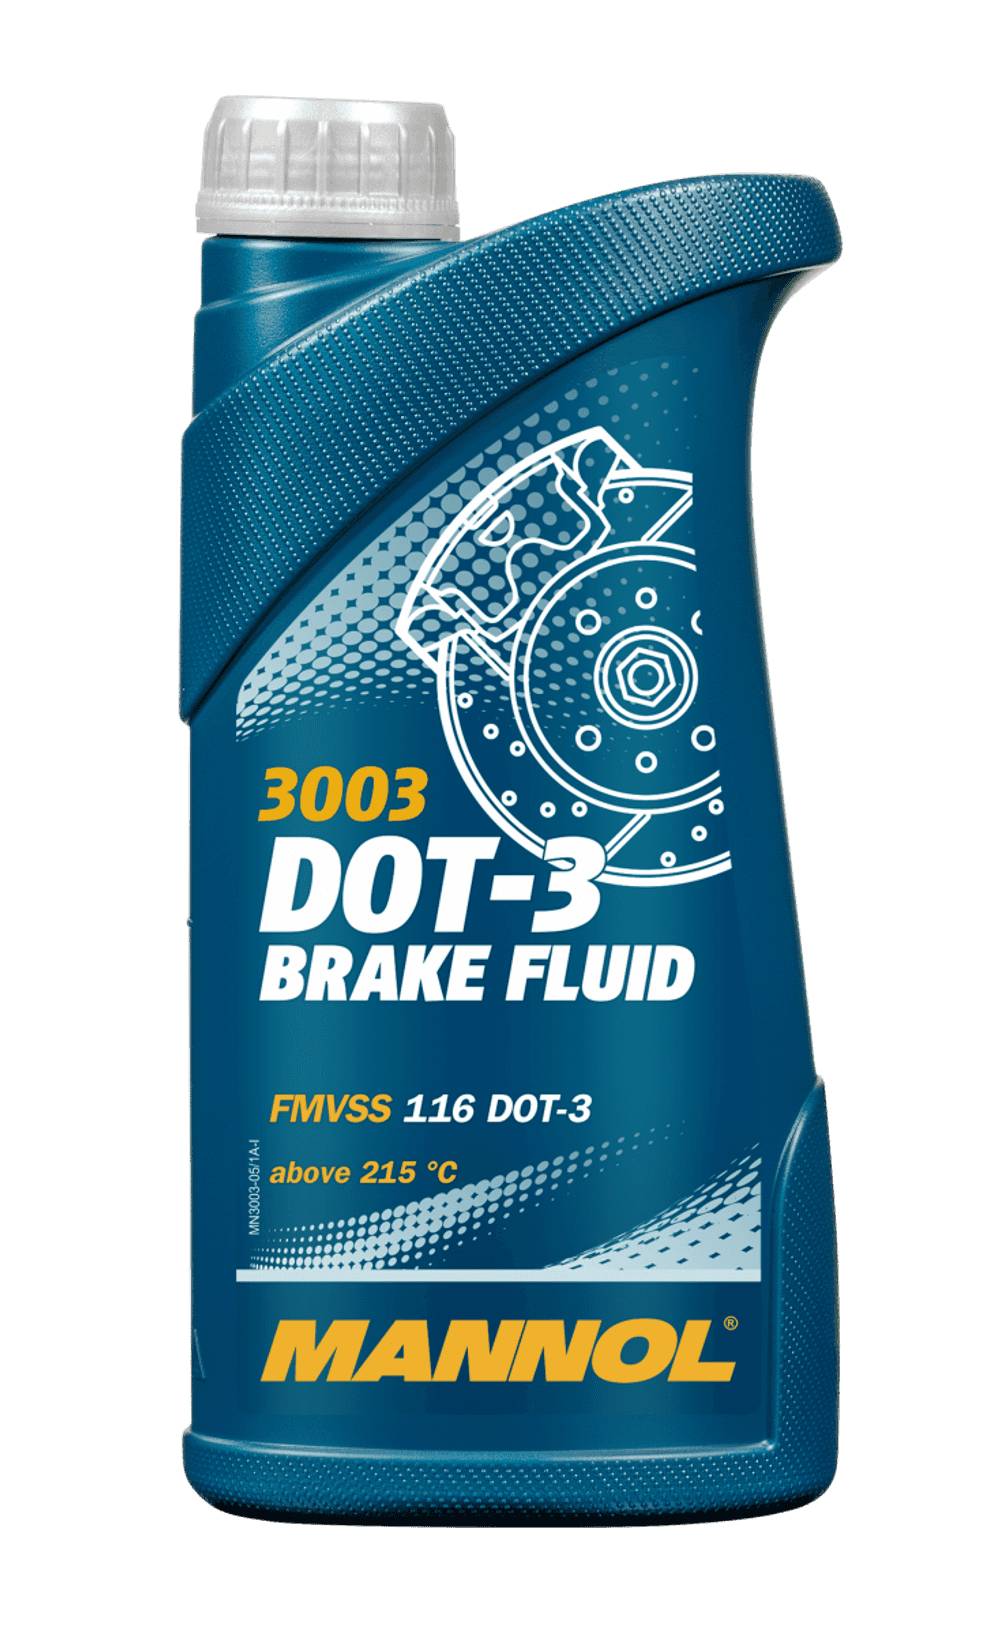 3003
DOT-3
BRAKE FLUID
FMVSS 116 DOT-3
above 215 °C
MN3003-05/1A-I
MANNOL®